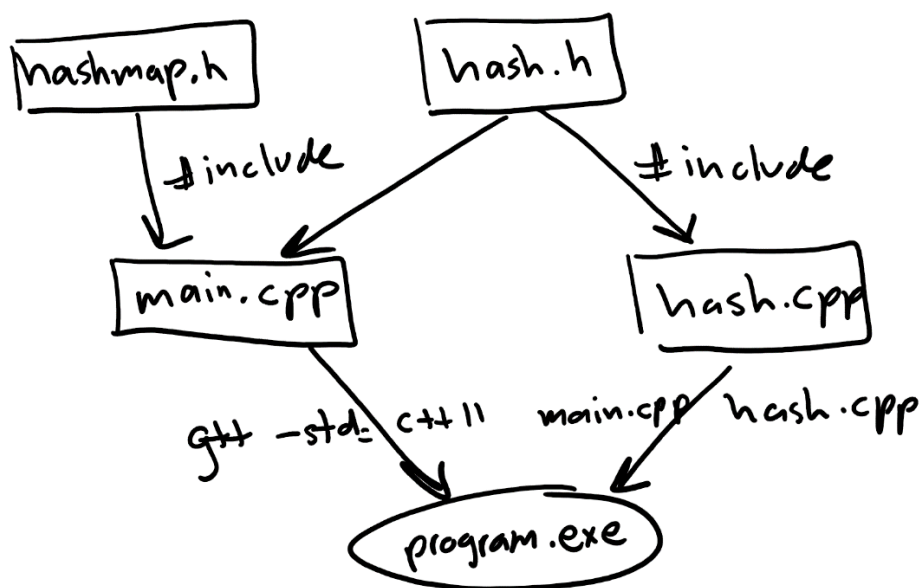 hashmap.h
hash.h
#include
#include
main.cpp
hash.cpp
g++ -std=c++11 main.cpp hash.cpp
program.exe